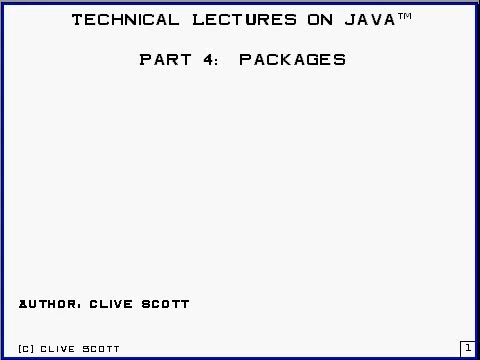 TECHNICAL LECTURES ON JAVA™
PART 4: PACKAGES
AUTHOR: CLIVE SCOTT
(C) CLIVE SCOTT
1